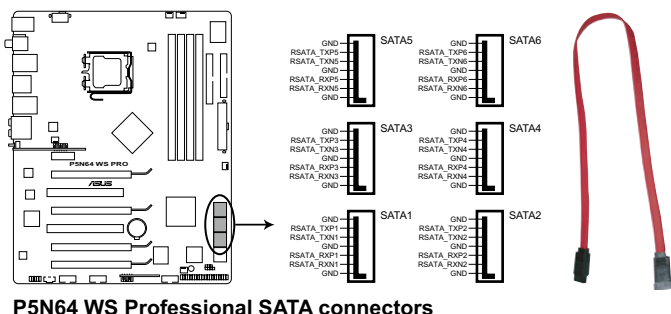 P5N64 WS PRO
ASUS
SATA5
GND
RSATA_TXP5
RSATA_TXN5
GND
RSATA_RXP5
RSATA_RXN5
GND
SATA6
GND
RSATA_TXP6
RSATA_TXN6
GND
RSATA_RXP6
RSATA_RXN6
GND
SATA3
GND
RSATA_TXP3
RSATA_TXN3
GND
RSATA_RXP3
RSATA_RXN3
GND
SATA4
GND
RSATA_TXP4
RSATA_TXN4
GND
RSATA_RXP4
RSATA_RXN4
GND
SATA1
GND
RSATA_TXP1
RSATA_TXN1
GND
RSATA_RXP1
RSATA_RXN1
GND
SATA2
GND
RSATA_TXP2
RSATA_TXN2
GND
RSATA_RXP2
RSATA_RXN2
GND
P5N64 WS Professional SATA connectors